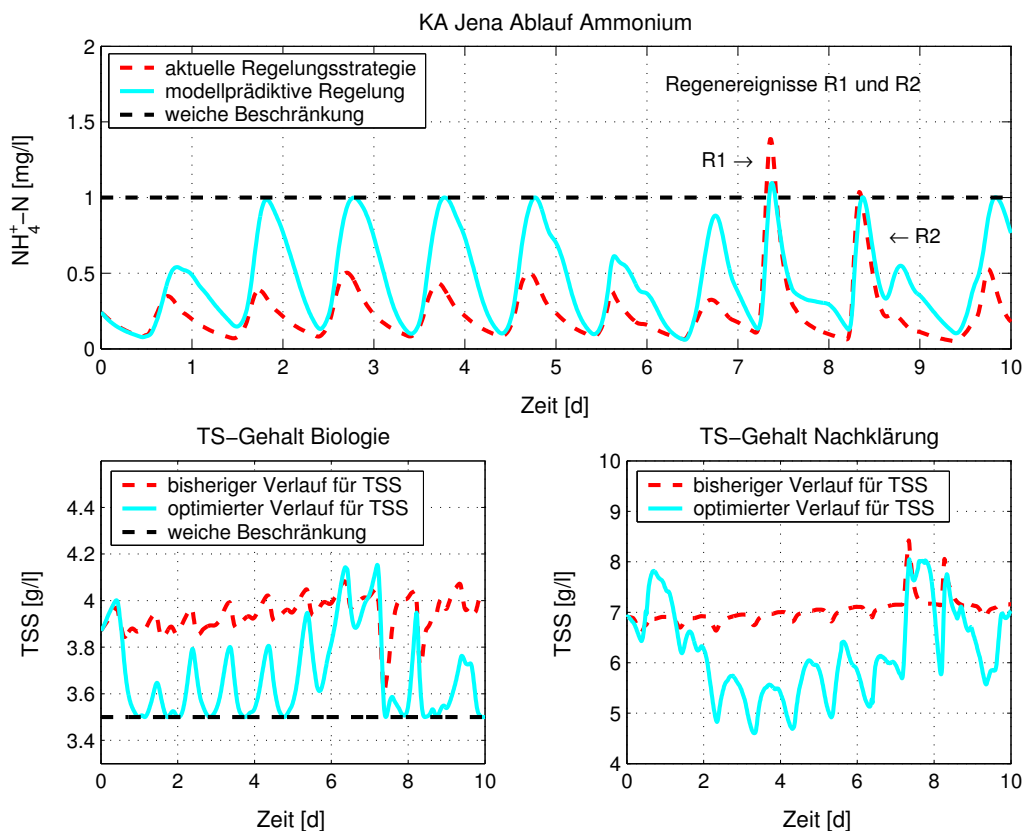 KA Jena Ablauf Ammonium
2
1.5
1
0.5
0
NH4+−N [mg/l]
aktuelle Regelungsstrategie
modellprädiktive Regelung
weiche Beschränkung
Regenereignisse R1 und R2
R1 →
← R2
0 1 2 3 4 5 6 7 8 9 10
Zeit [d]
TS−Gehalt Biologie
4.4
4.2
4
3.8
3.6
3.4
TSS [g/l]
bisheriger Verlauf für TSS
optimierter Verlauf für TSS
weiche Beschränkung
0 2 4 6 8 10
Zeit [d]
TS−Gehalt Nachklärung
10
9
8
7
6
5
4
TSS [g/l]
bisheriger Verlauf für TSS
optimierter Verlauf für TSS
0 2 4 6 8 10
Zeit [d]